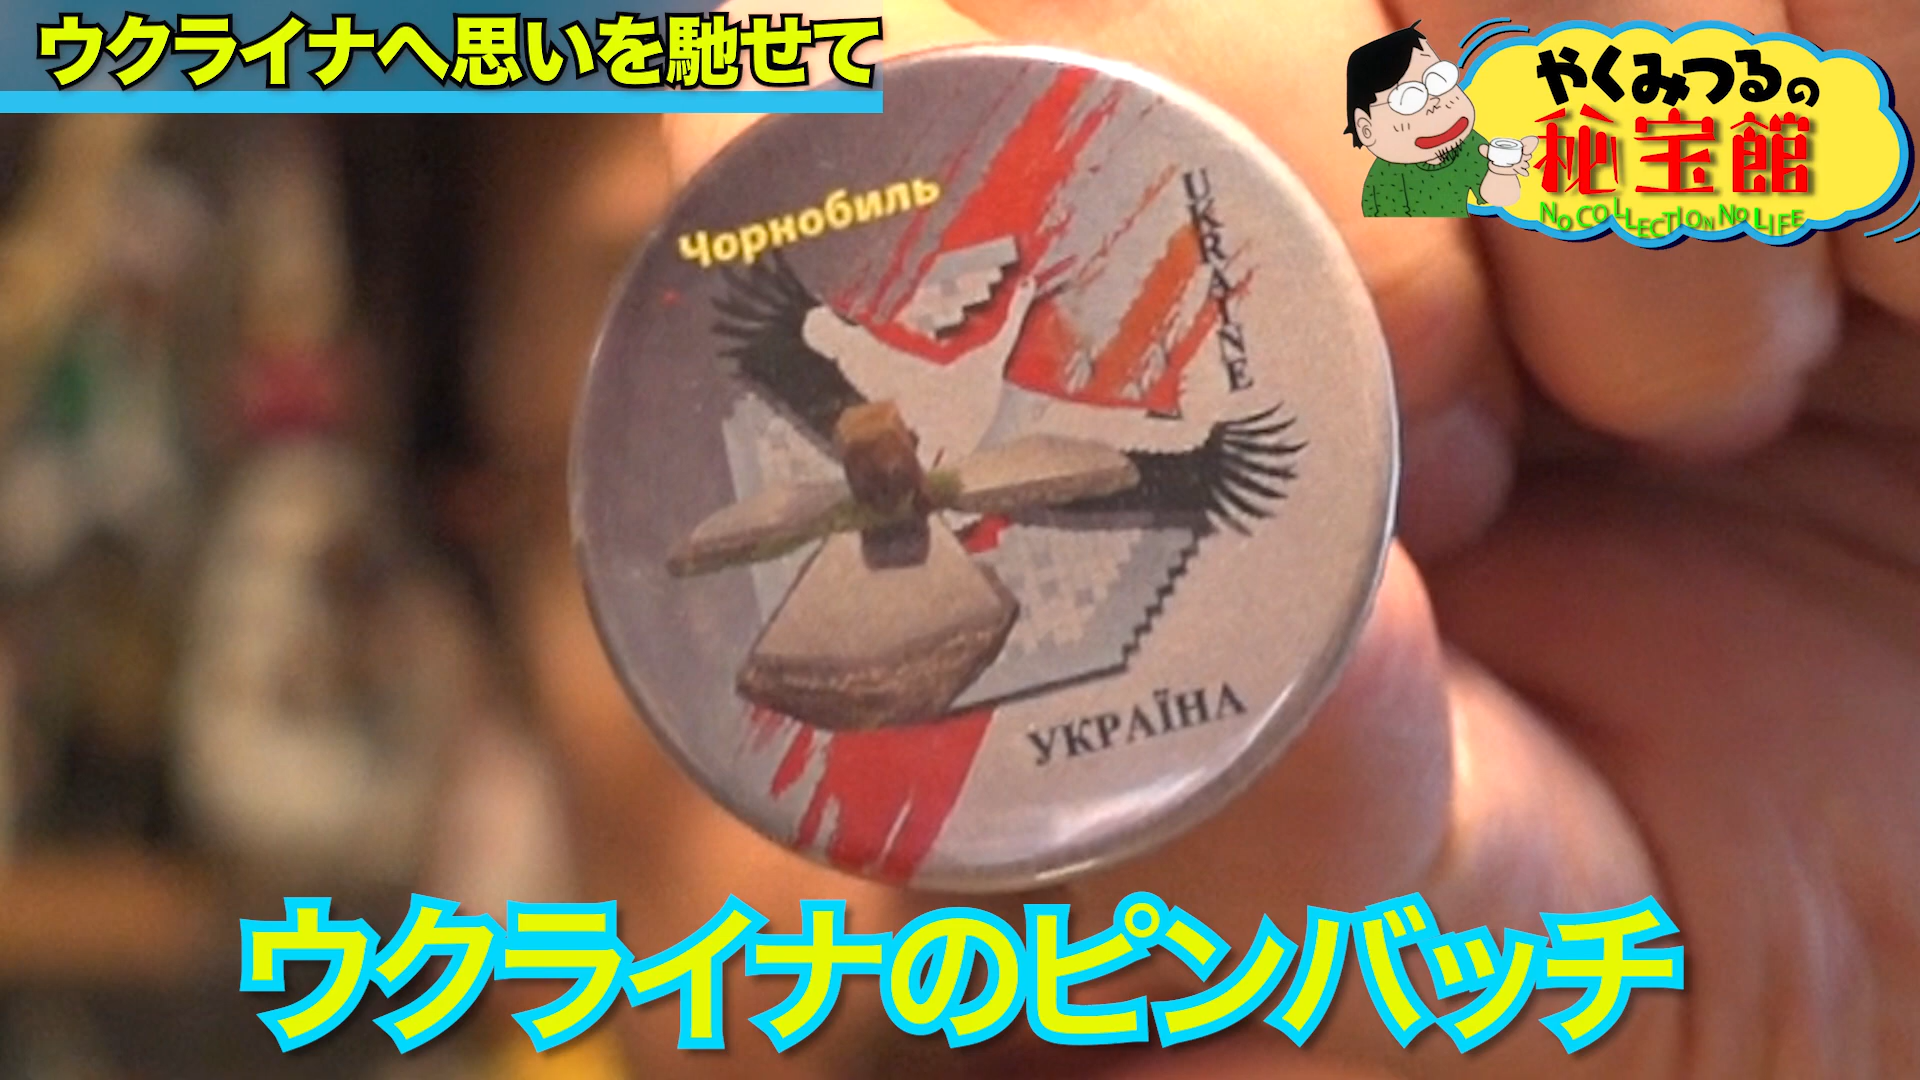 ウクライナへ思いを馳せて
やくみつるの
秘宝館
NO COLLECTION NO LIFE
Чорнобиль
UKRAINE
УКРАЇНА
ウクライナのピンバッチ